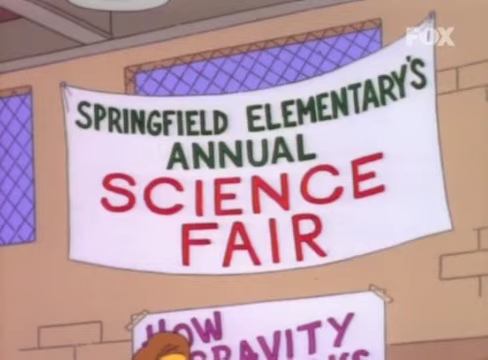 FOX
SPRINGFIELD ELEMENTARY'S
ANNUAL
SCIENCE
FAIR
HOW
GRAVITY